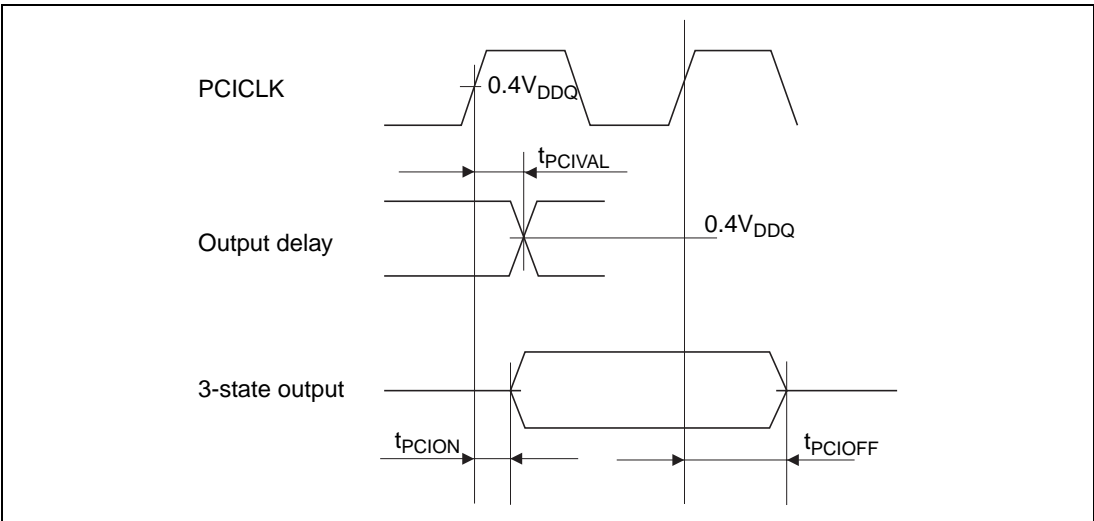 PCICLK
0.4VDDQ
tPCIVAL
Output delay
0.4VDDQ
3-state output
tPCION
tPCIOFF